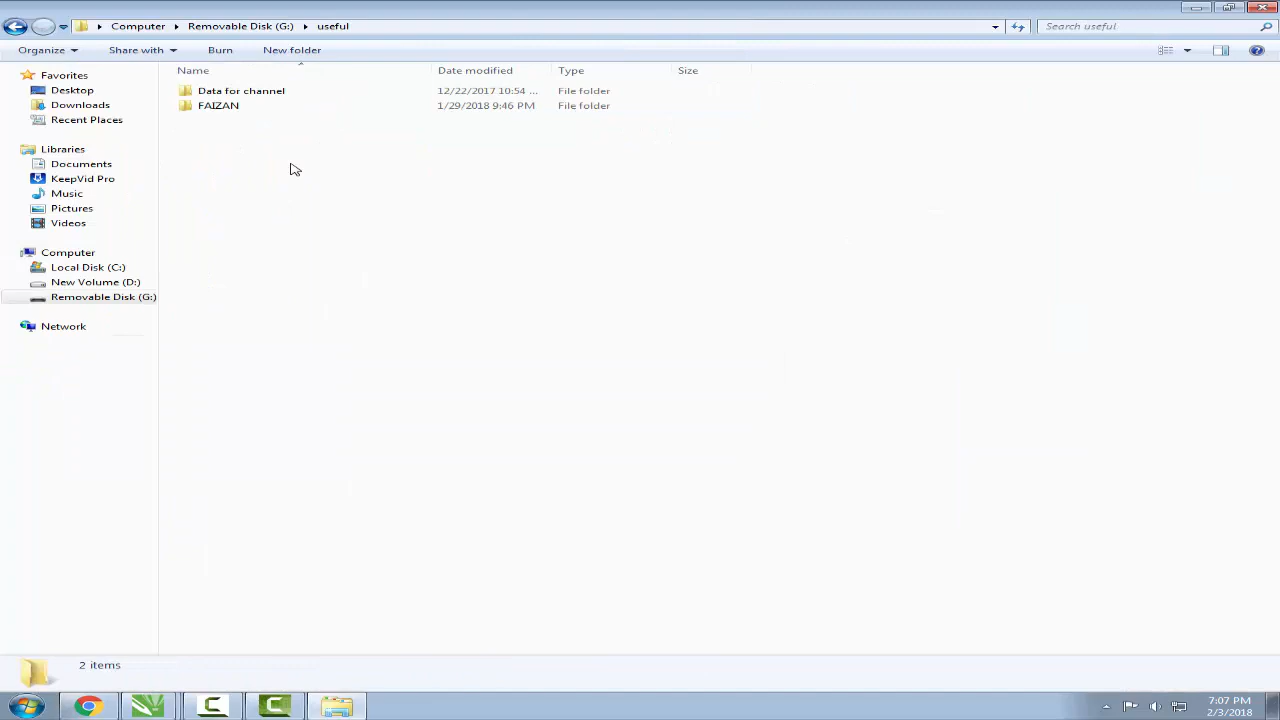 Computer Removable Disk (G:) useful Search useful
Organize Share with Burn New folder
Name Date modified Type Size
Favorites
Desktop
Downloads
Recent Places
Libraries
Documents
KeepVid Pro
Music
Pictures
Videos
Computer
Local Disk (C:)
New Volume (D:)
Removable Disk (G:)
Network
Data for channel 12/22/2017 10:54 ... File folder
FAIZAN 1/29/2018 9:46 PM File folder
2 items
7:07 PM
2/3/2018